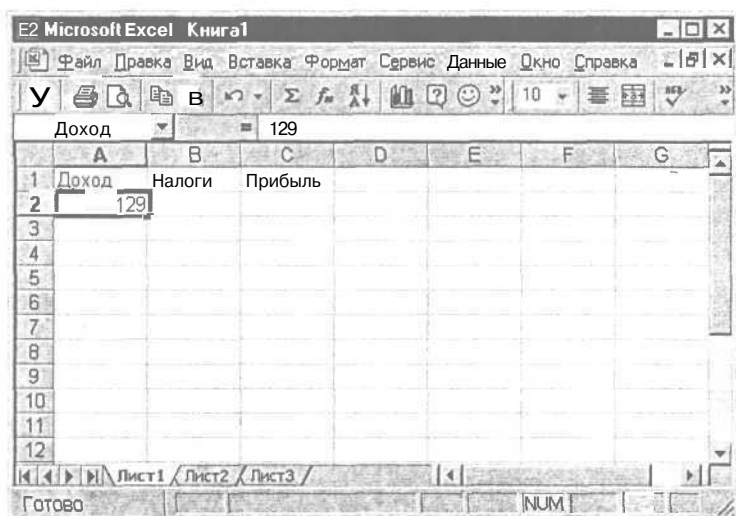 E2 Microsoft Excel Книга1
Файл Правка Вид Вставка Формат Сервис Данные Окно Справка
У В Σ 10
Доход = 129
A B C D E F G
1 Доход Налоги Прибыль
2 129
3
4
5
6
7
8
9
10
11
12
Лист1 Лист2 Лист3
Готово NUM